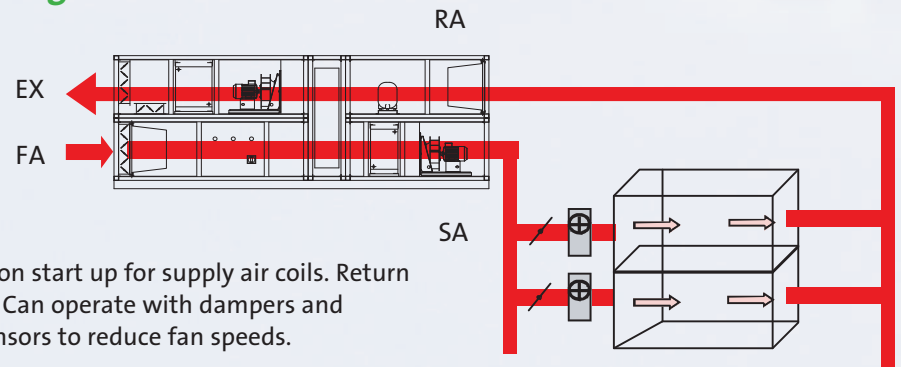 RA
EX
FA
SA
on start up for supply air coils. Return
Can operate with dampers and
to reduce fan speeds.